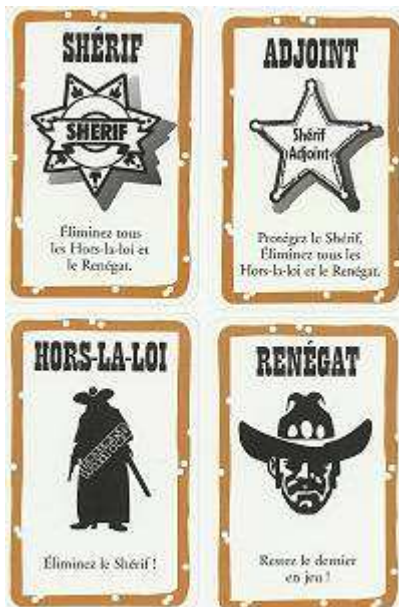 SHÉRIF
SHÉRIF
Éliminez tous
les Hors-la-loi et
le Renégat.
ADJOINT
Shérif
Adjoint
Protégez le Shérif,
Éliminez tous les
Hors-la-loi et le Renégat.
HORS-LA-LOI
Éliminez le Shérif !
RENÉGAT
Restez le dernier
en jeu !